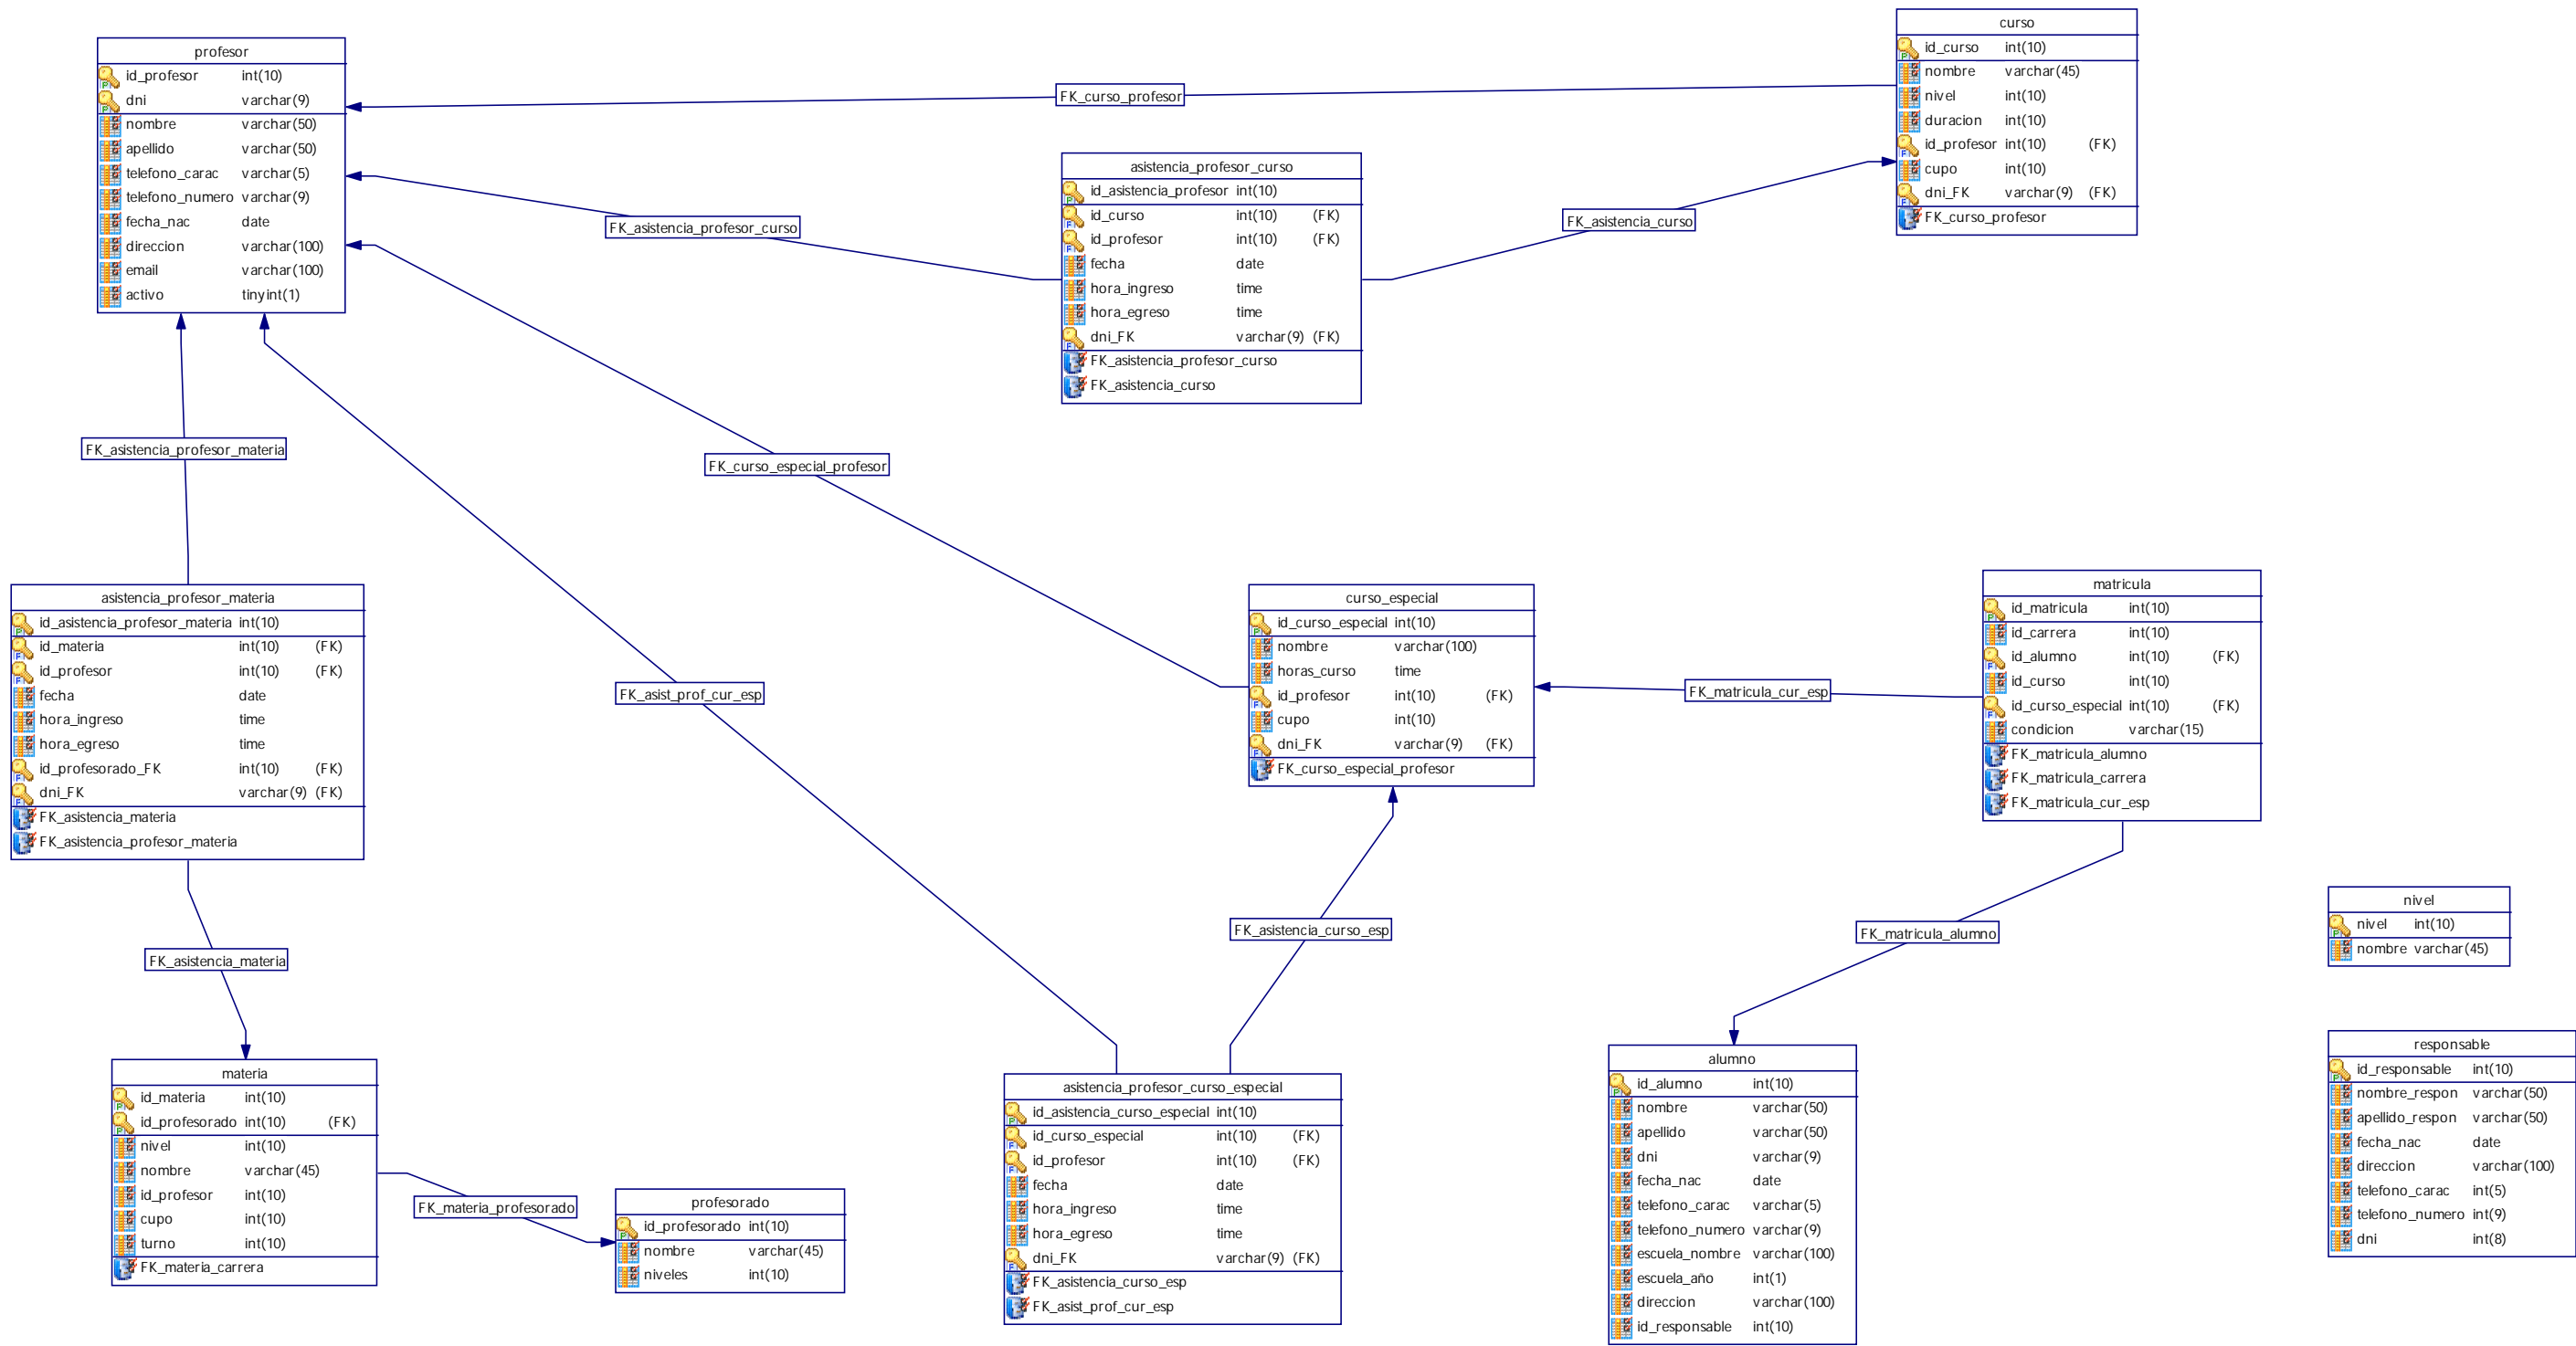 profesor
id_profesor int(10)
dni varchar(9)
nombre varchar(50)
apellido varchar(50)
telefono_carac varchar(5)
telefono_numero varchar(9)
fecha_nac date
direccion varchar(100)
email varchar(100)
activo tinyint(1)
FK_curso_profesor
curso
id_curso int(10)
nombre varchar(45)
nivel int(10)
duracion int(10)
id_profesor int(10) (FK)
cupo int(10)
dni_FK varchar(9) (FK)
FK_curso_profesor
asistencia_profesor_curso
id_asistencia_profesor int(10)
id_curso int(10) (FK)
id_profesor int(10) (FK)
fecha date
hora_ingreso time
hora_egreso time
dni_FK varchar(9) (FK)
FK_asistencia_profesor_curso
FK_asistencia_curso
FK_asistencia_profesor_curso
FK_asistencia_curso
FK_asistencia_profesor_materia
FK_curso_especial_profesor
asistencia_profesor_materia
id_asistencia_profesor_materia int(10)
id_materia int(10) (FK)
id_profesor int(10) (FK)
fecha date
hora_ingreso time
hora_egreso time
id_profesorado_FK int(10) (FK)
dni_FK varchar(9) (FK)
FK_asistencia_materia
FK_asistencia_profesor_materia
FK_asist_prof_cur_esp
curso_especial
id_curso_especial int(10)
nombre varchar(100)
horas_curso time
id_profesor int(10) (FK)
cupo int(10)
dni_FK varchar(9) (FK)
FK_curso_especial_profesor
FK_matricula_cur_esp
matricula
id_matricula int(10)
id_carrera int(10)
id_alumno int(10) (FK)
id_curso int(10)
id_curso_especial int(10) (FK)
condicion varchar(15)
FK_matricula_alumno
FK_matricula_carrera
FK_matricula_cur_esp
FK_asistencia_materia
FK_asistencia_curso_esp
FK_matricula_alumno
nivel
nivel int(10)
nombre varchar(45)
materia
id_materia int(10)
id_profesorado int(10) (FK)
nivel int(10)
nombre varchar(45)
id_profesor int(10)
cupo int(10)
turno int(10)
FK_materia_carrera
FK_materia_profesorado
profesorado
id_profesorado int(10)
nombre varchar(45)
niveles int(10)
asistencia_profesor_curso_especial
id_asistencia_curso_especial int(10)
id_curso_especial int(10) (FK)
id_profesor int(10) (FK)
fecha date
hora_ingreso time
hora_egreso time
dni_FK varchar(9) (FK)
FK_asistencia_curso_esp
FK_asist_prof_cur_esp
alumno
id_alumno int(10)
nombre varchar(50)
apellido varchar(50)
dni varchar(9)
fecha_nac date
telefono_carac varchar(5)
telefono_numero varchar(9)
escuela_nombre varchar(100)
escuela_año int(1)
direccion varchar(100)
id_responsable int(10)
responsable
id_responsable int(10)
nombre_respon varchar(50)
apellido_respon varchar(50)
fecha_nac date
direccion varchar(100)
telefono_carac int(5)
telefono_numero int(9)
dni int(8)